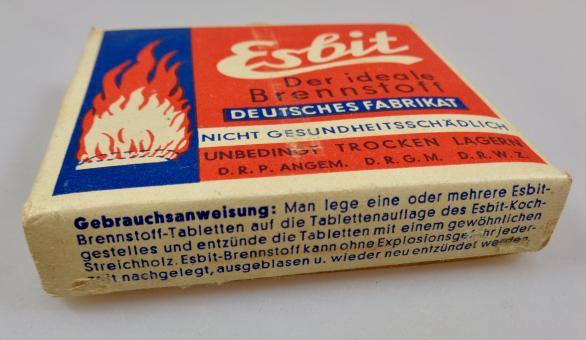 Esbit
Der ideale
Brennstoff
DEUTSCHES FABRIKAT
NICHT GESUNDHEITSSCHÄDLICH
UNBEDINGT TROCKEN LAGERN
D.R.P. ANGEM. D.R.G.M. D.R.W.Z.
Gebrauchsanweisung: Man lege eine oder mehrere Esbit-
Brennstoff-Tabletten auf die Tablettenauflage des Esbit-Koch-
gestelles und entzünde die Tabletten mit einem gewöhnlichen
Streichholz. Esbit-Brennstoff kann ohne Explosionsgefahr jeder-
zeit nachgelegt, ausgeblasen u. wieder neu entzündet werden.